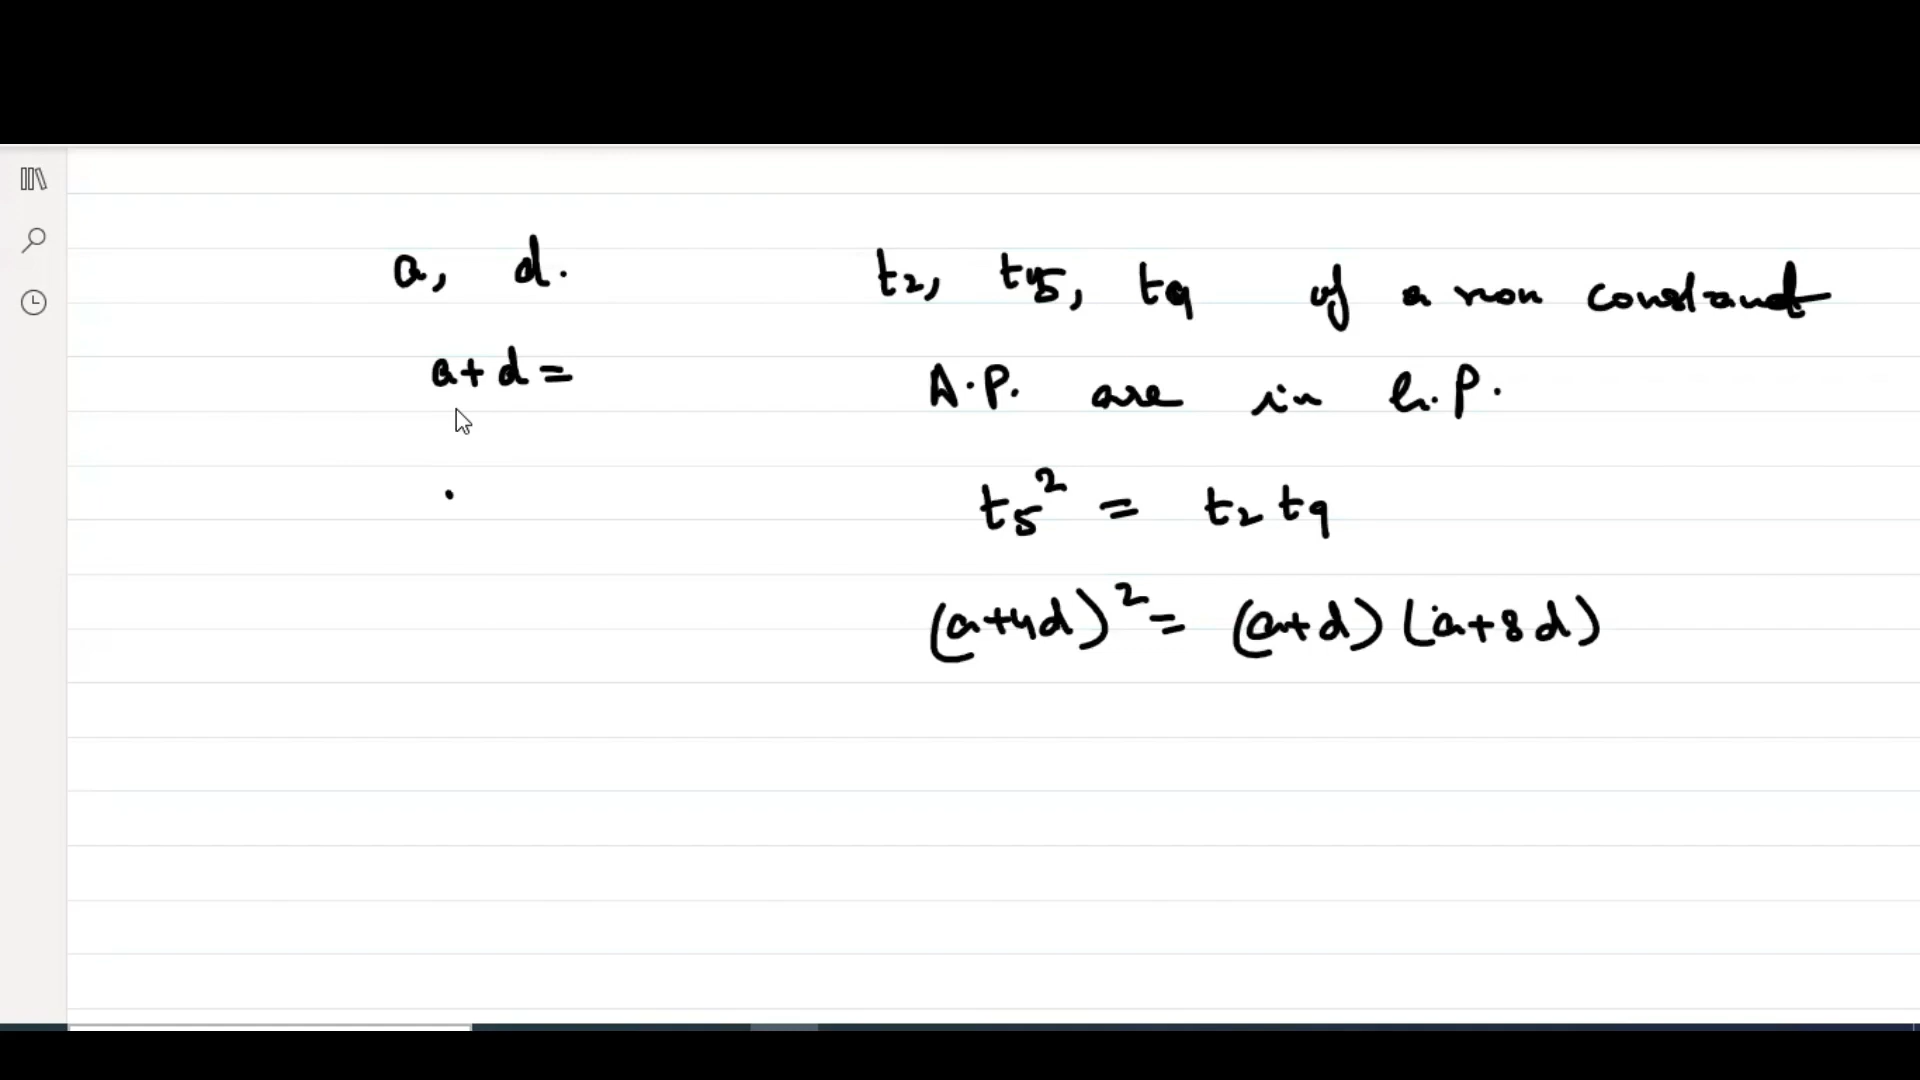 a, d.
a + d =
.
t₂, t₅, t₉ of a non constant
A.P. are in G.P.
t₅² = t₂ t₉
(a+4d)² = (a+d) (a+8d)